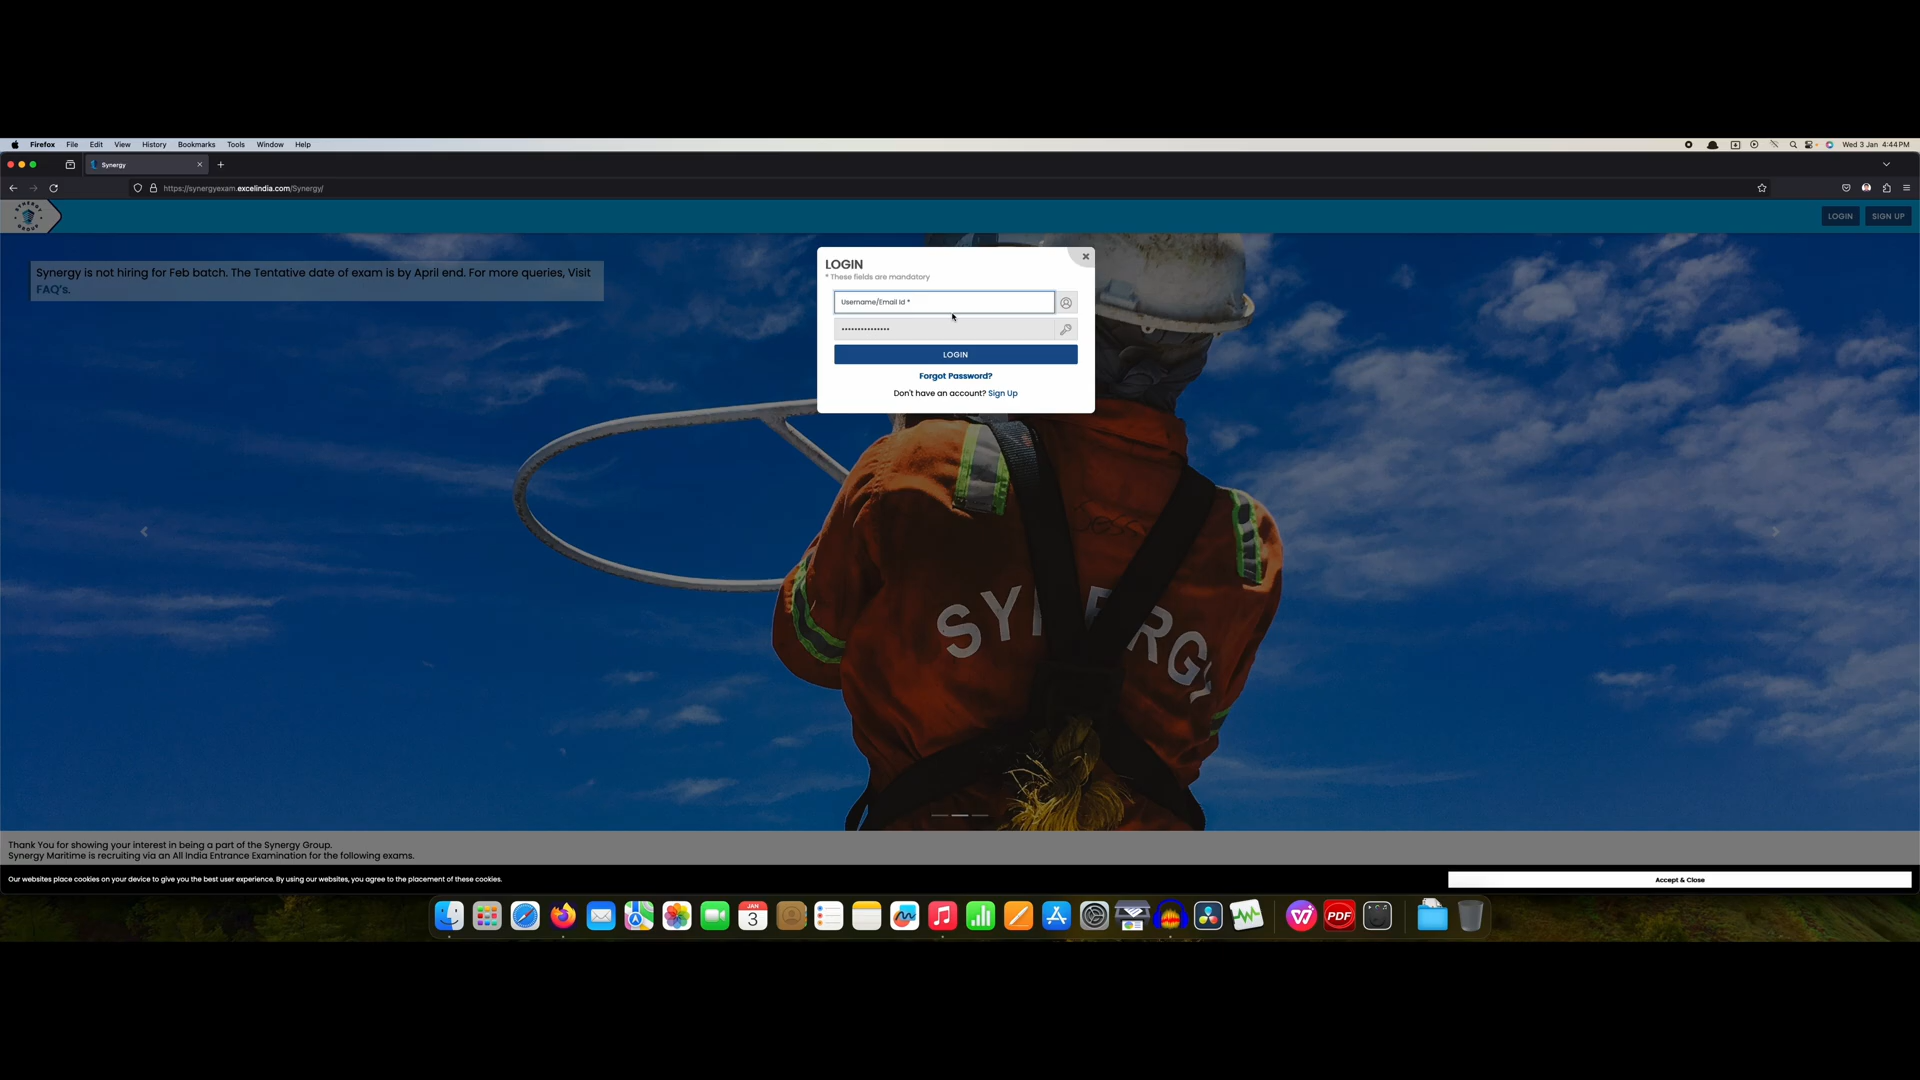 Firefox File Edit View History Bookmarks Tools Window Help
Wed 3 Jan 4:44PM
Synergy
https://synergyexam.excelindia.com/Synergy/
SYNERGY
GROUP
LOGIN SIGN UP
Synergy is not hiring for Feb batch. The Tentative date of exam is by April end. For more queries, Visit
FAQ's.
LOGIN
* These fields are mandatory
Username/Email Id *
LOGIN
Forgot Password?
Don't have an account? Sign Up
Thank You for showing your interest in being a part of the Synergy Group.
Synergy Maritime is recruiting via an All India Entrance Examination for the following exams.
Our websites place cookies on your device to give you the best user experience. By using our websites, you agree to the placement of these cookies.
Accept & Close
JAN
3
PDF